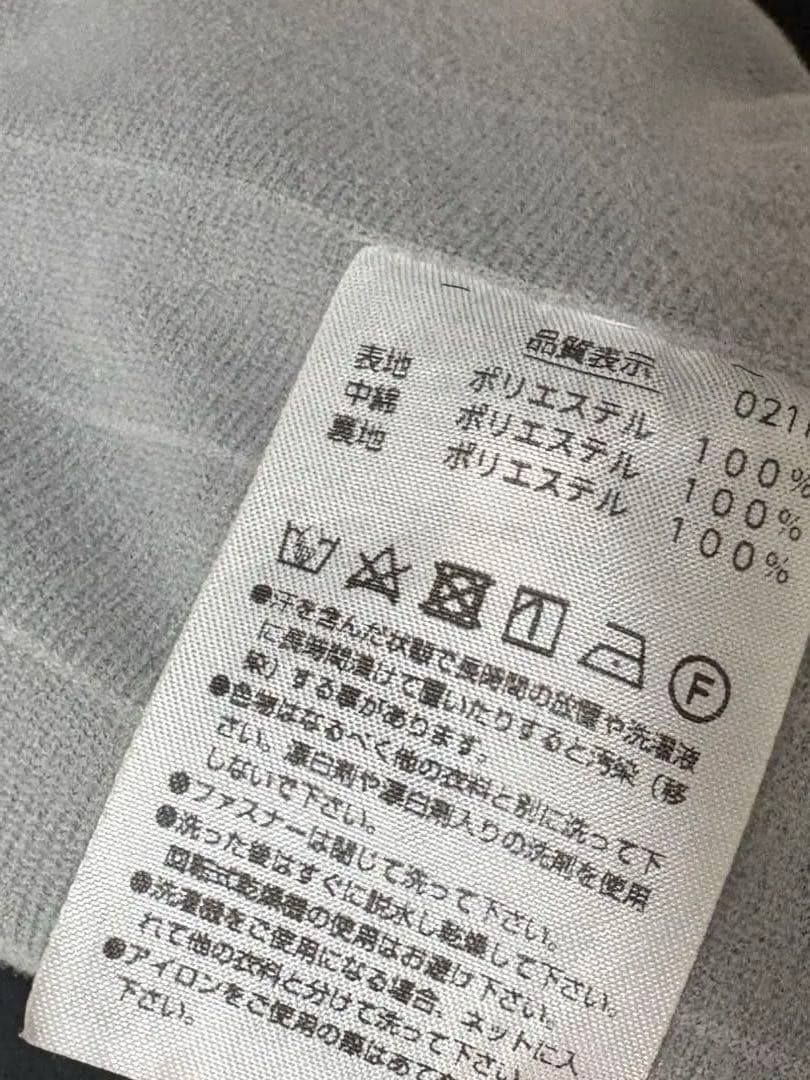 品質表示
021
表地 ポリエステル 100%
中綿 ポリエステル 100%
裏地 ポリエステル 100%
F
●汗を含んだ状態で長時間の放置や洗濯液
に長時間漬けて置いたりすると汚染（移
染）する事があります。
●色物はなるべく他の衣料と別に洗って下
さい。漂白剤や漂白剤入りの洗剤を使用
しないで下さい。
●ファスナーは閉じて洗って下さい。
●洗った後はすぐに脱水し乾燥して下さい。
回転式乾燥機の使用はお避け下さい。
●洗濯機をご使用になる場合、ネットに入
れて他の衣料と分けて洗って下さい
●アイロンをご使用の際はあて
下さい。